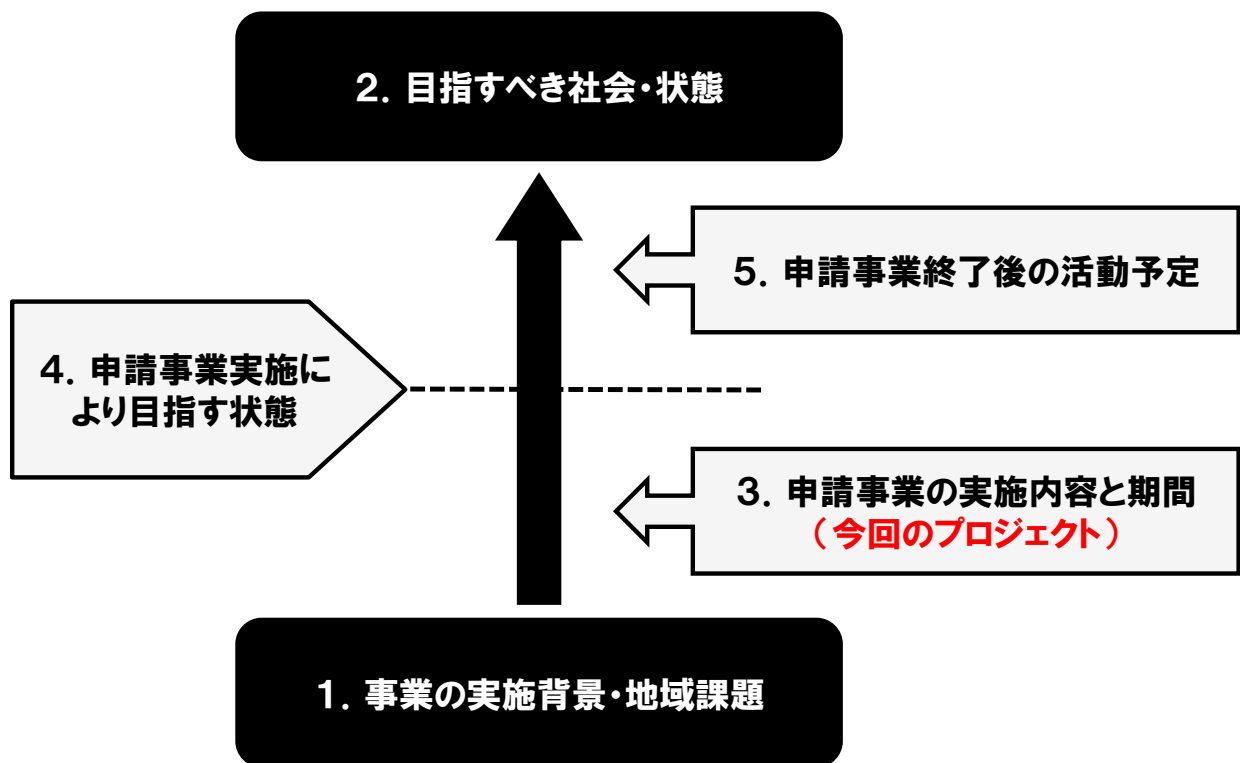 2. 目指すべき社会・状態
5. 申請事業終了後の活動予定
4. 申請事業実施に
より目指す状態
3. 申請事業の実施内容と期間
(今回のプロジェクト)
1. 事業の実施背景・地域課題